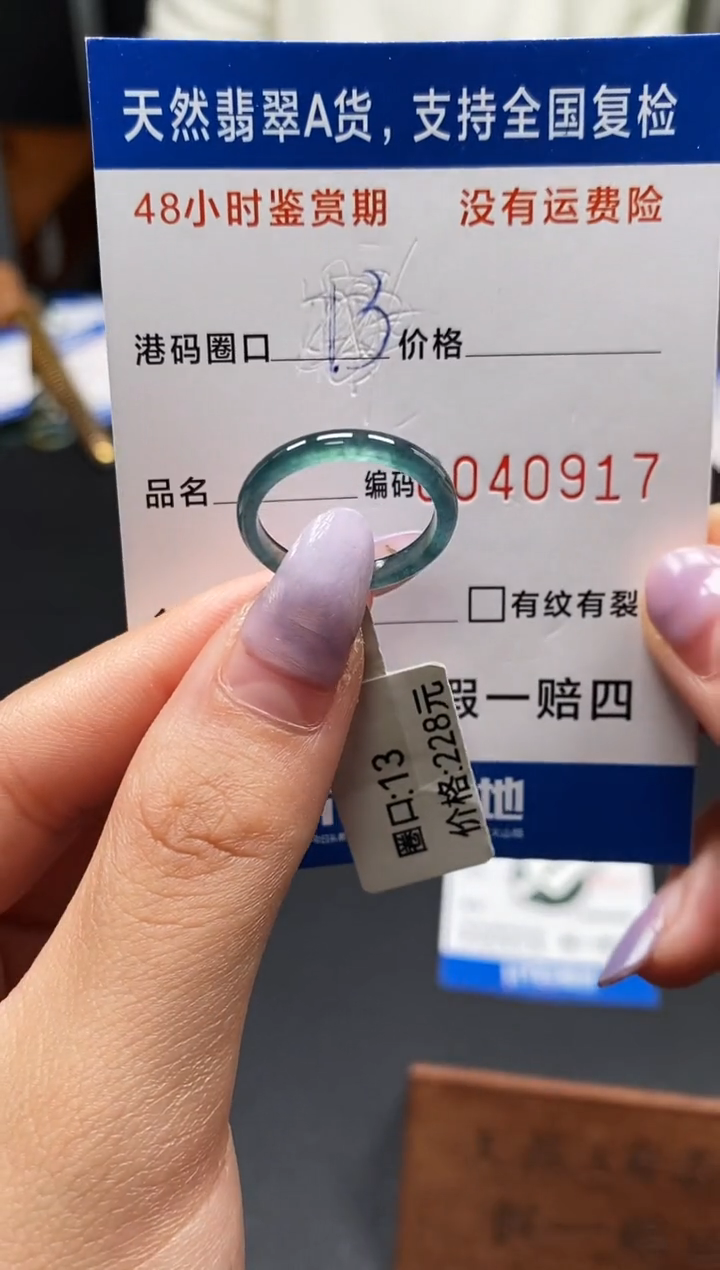 天然翡翠A货，支持全国复检
48小时鉴赏期 没有运费险
港码圈口 13 价格
品名 编码 040917
有纹有裂
假一赔四
圈口:13
价格:228元
地